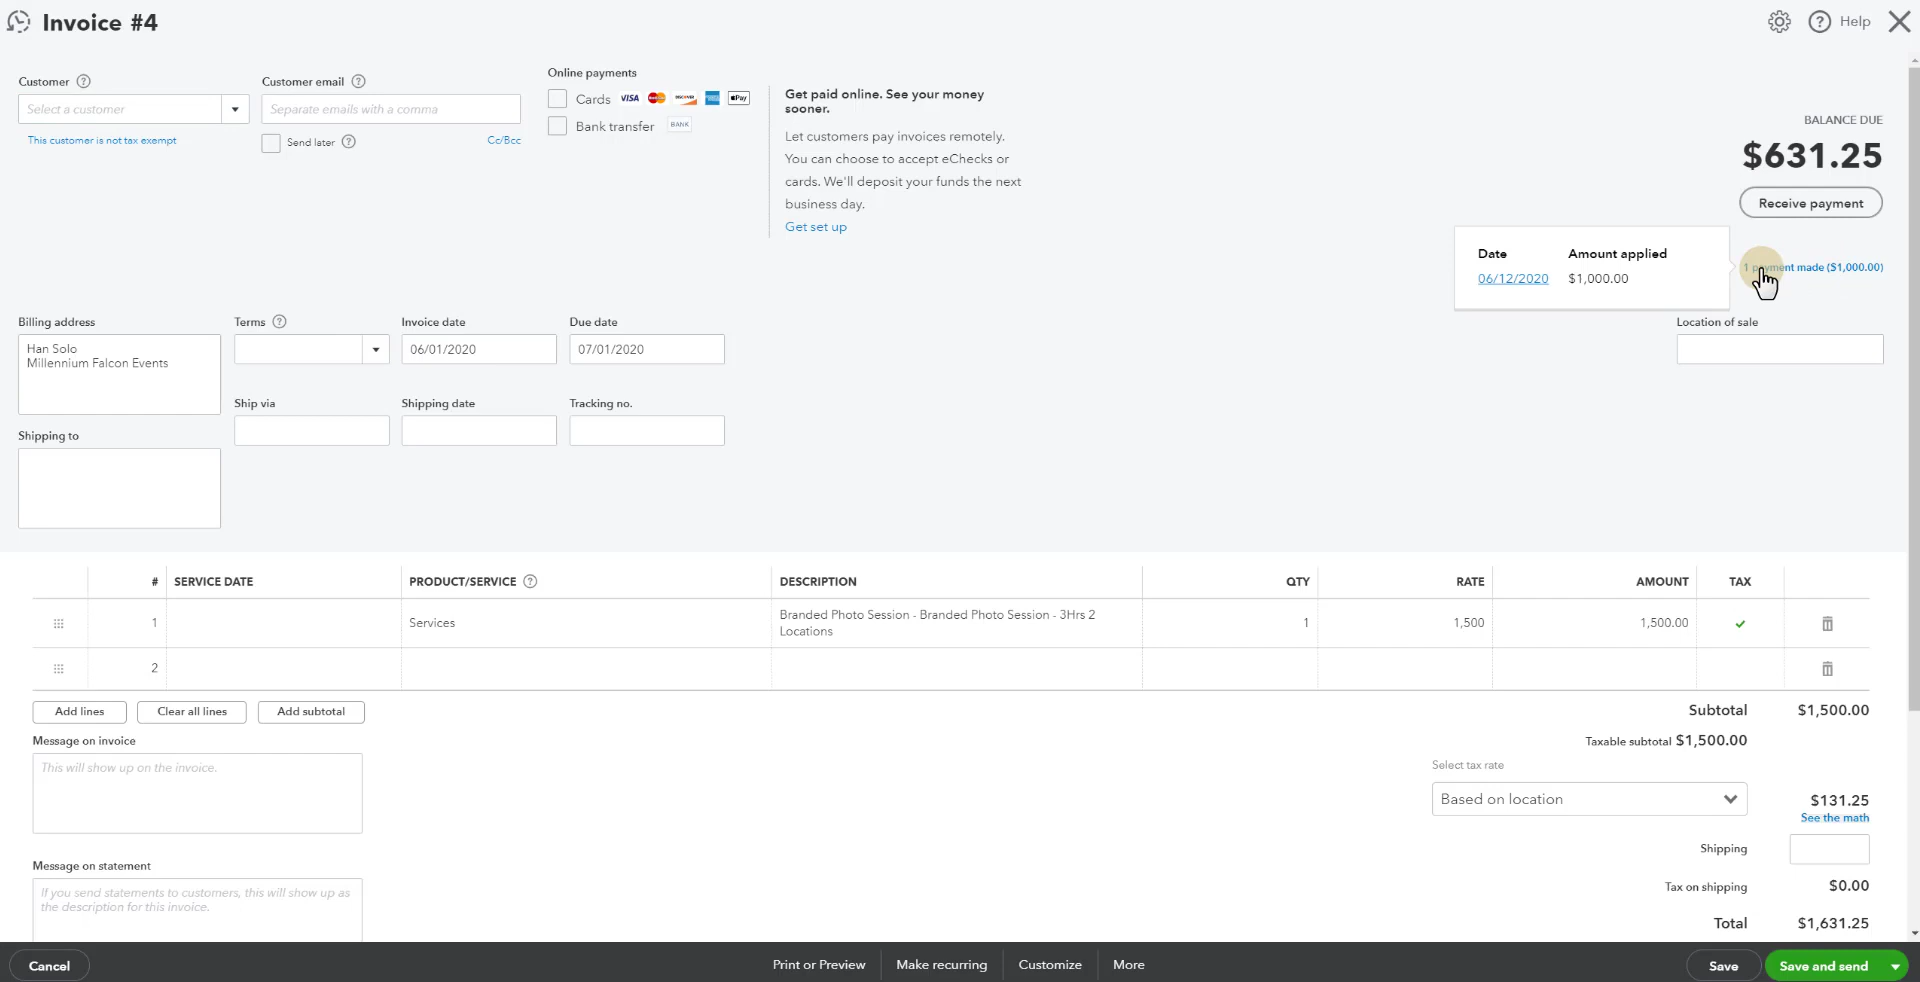 Invoice #4
Help
Customer
Customer email
Online payments
Select a customer
Separate emails with a comma
Cards VISA DISCOVER Pay
This customer is not tax exempt
Send later
Cc/Bcc
Bank transfer BANK
Get paid online. See your money
sooner.
Let customers pay invoices remotely.
You can choose to accept eChecks or
cards. We'll deposit your funds the next
business day.
Get set up
BALANCE DUE
$631.25
Receive payment
Date Amount applied
06/12/2020 $1,000.00
1 payment made ($1,000.00)
Billing address
Terms
Invoice date
Due date
Location of sale
Han Solo
Millennium Falcon Events
06/01/2020
07/01/2020
Ship via
Shipping date
Tracking no.
Shipping to
# SERVICE DATE PRODUCT/SERVICE DESCRIPTION QTY RATE AMOUNT TAX
1 Services Branded Photo Session - Branded Photo Session - 3Hrs 2 1 1,500 1,500.00
Locations
2
Add lines Clear all lines Add subtotal
Subtotal $1,500.00
Message on invoice
Taxable subtotal $1,500.00
This will show up on the invoice.
Select tax rate
Based on location
$131.25
See the math
Shipping
Message on statement
Tax on shipping $0.00
If you send statements to customers, this will show up as
the description for this invoice.
Total $1,631.25
Cancel
Print or Preview
Make recurring
Customize
More
Save
Save and send